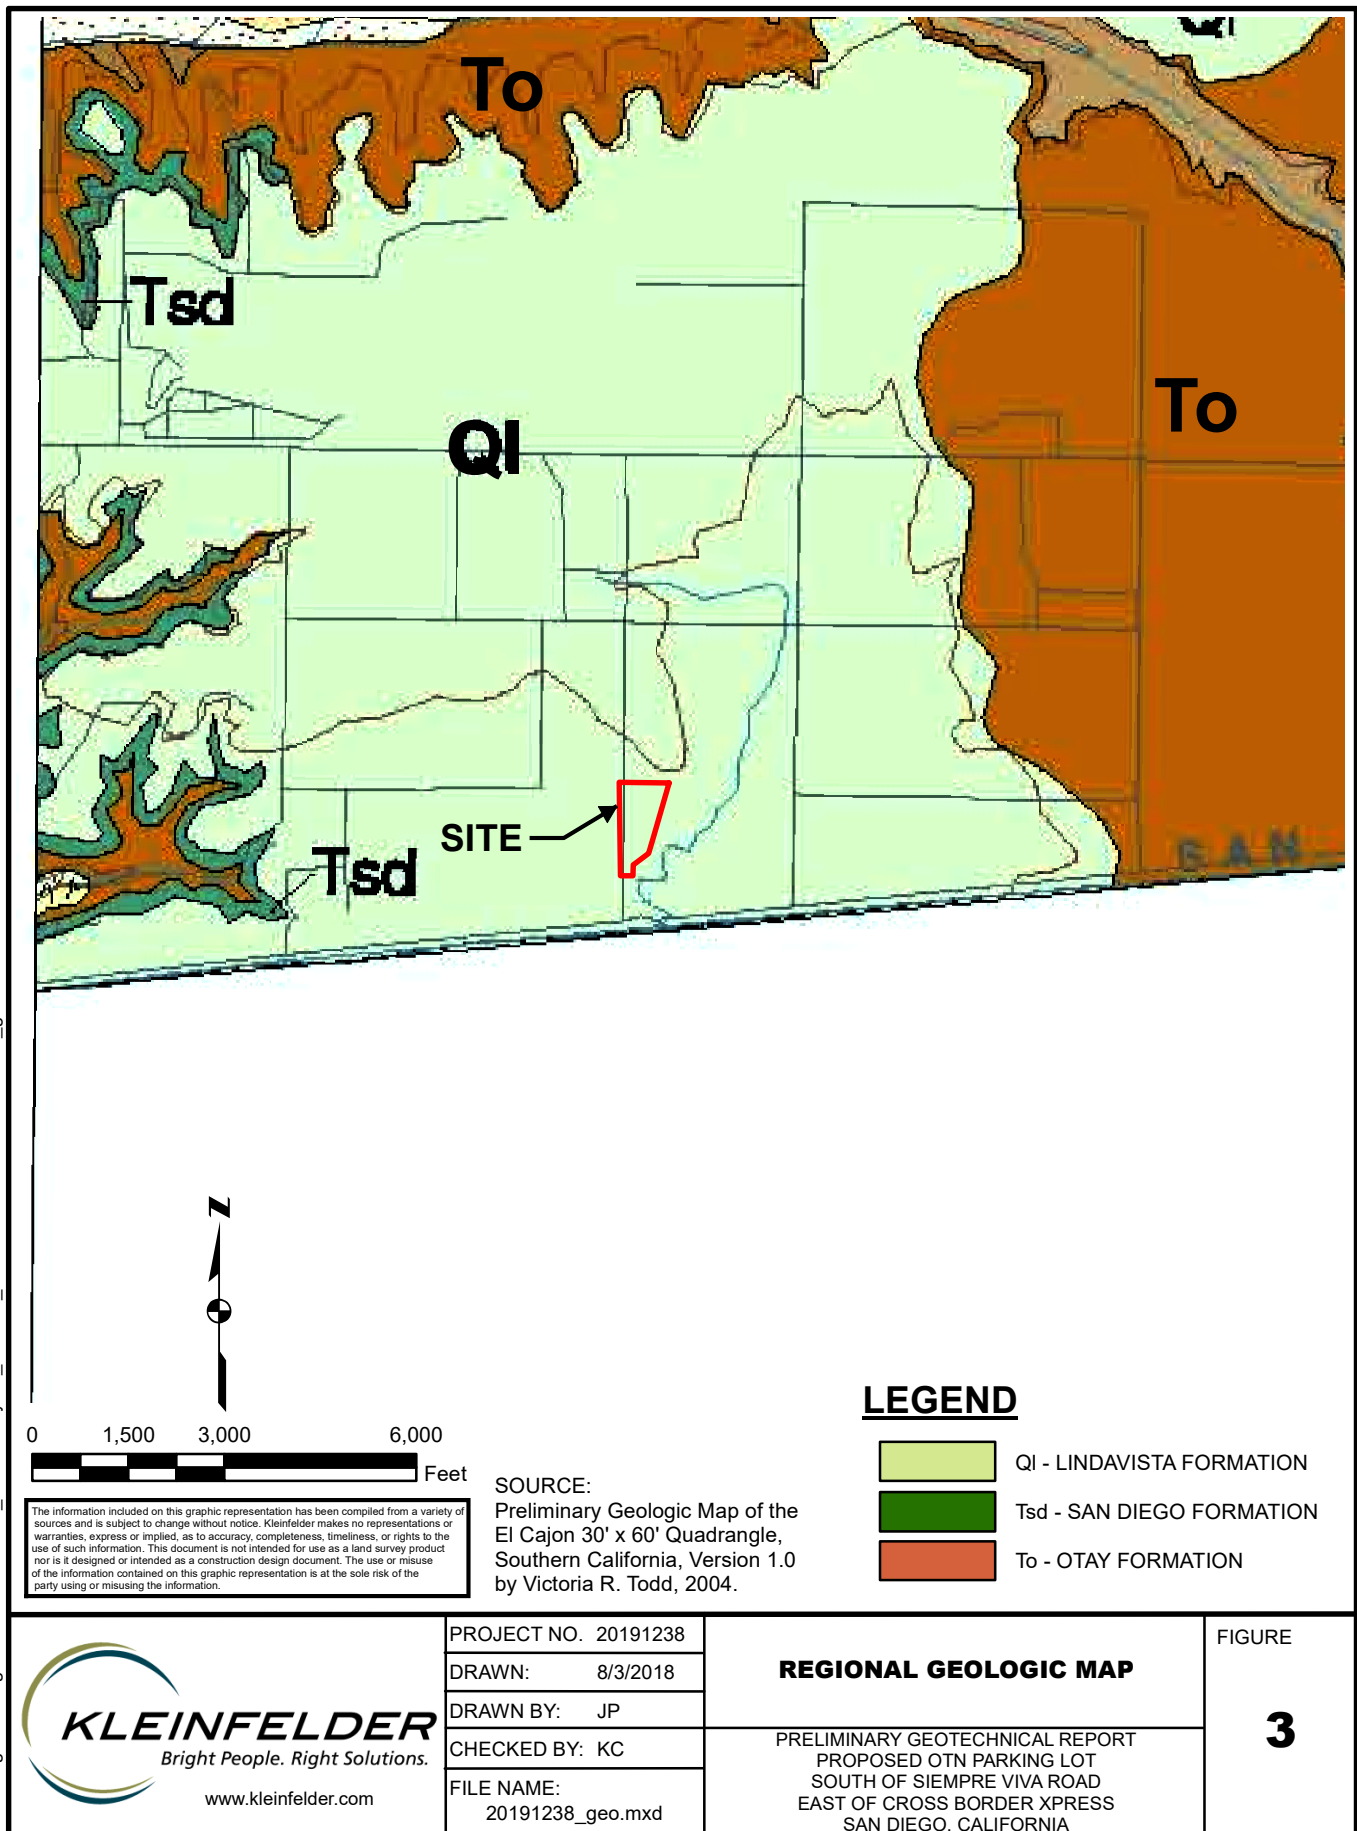 Ql
To
Tsd
Ql
To
SITE
Tsd
SAN
N
0 1,500 3,000 6,000
Feet
The information included on this graphic representation has been compiled from a variety of
sources and is subject to change without notice. Kleinfelder makes no representations or
warranties, express or implied, as to accuracy, completeness, timeliness, or rights to the
use of such information. This document is not intended for use as a land survey product
nor is it designed or intended as a construction design document. The use or misuse
of the information contained on this graphic representation is at the sole risk of the
party using or misusing the information.
SOURCE:
Preliminary Geologic Map of the
El Cajon 30' x 60' Quadrangle,
Southern California, Version 1.0
by Victoria R. Todd, 2004.
LEGEND
Ql - LINDAVISTA FORMATION
Tsd - SAN DIEGO FORMATION
To - OTAY FORMATION
KLEINFELDER
Bright People. Right Solutions.
www.kleinfelder.com
PROJECT NO. 20191238
DRAWN: 8/3/2018
DRAWN BY: JP
CHECKED BY: KC
FILE NAME:
20191238_geo.mxd
REGIONAL GEOLOGIC MAP
PRELIMINARY GEOTECHNICAL REPORT
PROPOSED OTN PARKING LOT
SOUTH OF SIEMPRE VIVA ROAD
EAST OF CROSS BORDER XPRESS
SAN DIEGO, CALIFORNIA
FIGURE
3